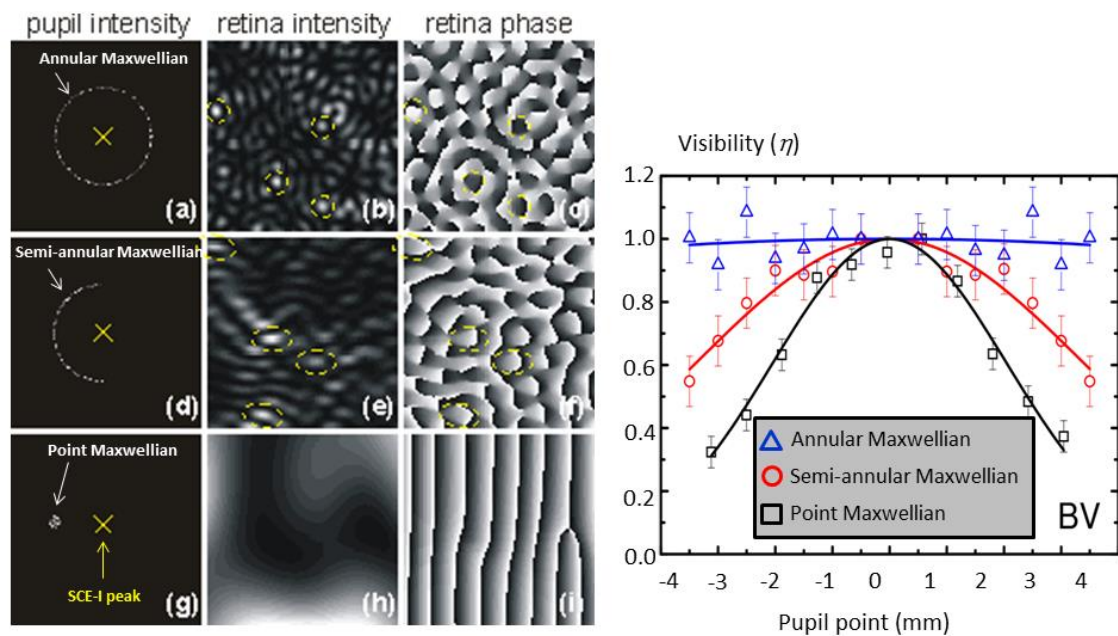 pupil intensity retina intensity retina phase
Annular Maxwellian
(a) (b) (c)
Semi-annular Maxwellian
(d) (e) (f)
Point Maxwellian
SCE-I peak
(g) (h) (i)
Visibility (η)
1.2
1.0
0.8
0.6
0.4
0.2
0.0
Annular Maxwellian
Semi-annular Maxwellian
Point Maxwellian
BV
-4 -3 -2 -1 0 1 2 3 4
Pupil point (mm)